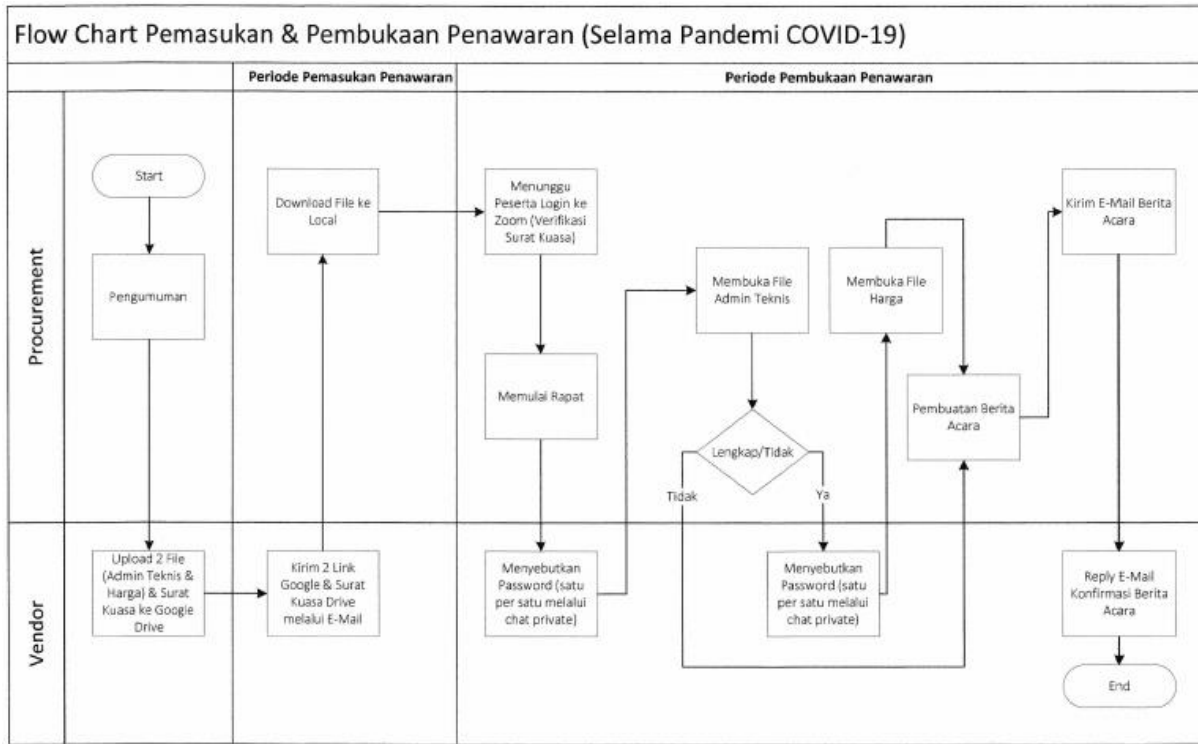 Flow Chart Pemasukan & Pembukaan Penawaran (Selama Pandemi COVID-19)
Periode Pemasukan Penawaran
Periode Pembukaan Penawaran
Procurement
Start
Pengumuman
Download File ke
Local
Menunggu
Peserta Login ke
Zoom (Verifikasi
Surat Kuasa)
Memulai Rapat
Membuka File
Admin Teknis
Lengkap/Tidak
Tidak
Ya
Membuka File
Harga
Pembuatan Berita
Acara
Kirim E-Mail Berita
Acara
Vendor
Upload 2 File
(Admin Teknis &
Harga) & Surat
Kuasa ke Google
Drive
Kirim 2 Link
Google & Surat
Kuasa Drive
melalui E-Mail
Menyebutkan
Password (satu
per satu melalui
chat private)
Menyebutkan
Password (satu
per satu melalui
chat private)
Reply E-Mail
Konfirmasi Berita
Acara
End